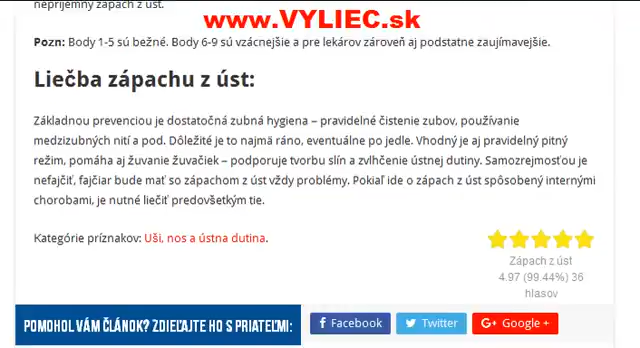 nepríjemný zápach z úst.
www.VYLIEC.sk
Pozn: Body 1-5 sú bežné. Body 6-9 sú vzácnejšie a pre lekárov zároveň aj podstatne zaujímavejšie.
Liečba zápachu z úst:
Základnou prevenciou je dostatočná zubná hygiena – pravidelné čistenie zubov, používanie
medzizubných nití a pod. Dôležité je to najmä ráno, eventuálne po jedle. Vhodný je aj pravidelný pitný
režim, pomáha aj žuvanie žuvačiek – podporuje tvorbu slín a zvlhčenie ústnej dutiny. Samozrejmosťou je
nefajčiť, fajčiar bude mať so zápachom z úst vždy problémy. Pokiaľ ide o zápach z úst spôsobený internými
chorobami, je nutné liečiť predovšetkým tie.
Kategórie príznakov: Uši, nos a ústna dutina.
Zápach z úst
4.97 (99.44%) 36
hlasov
POMOHOL VÁM ČLÁNOK? ZDIEĽAJTE HO S PRIATEĽMI:
Facebook
Twitter
G+ Google +